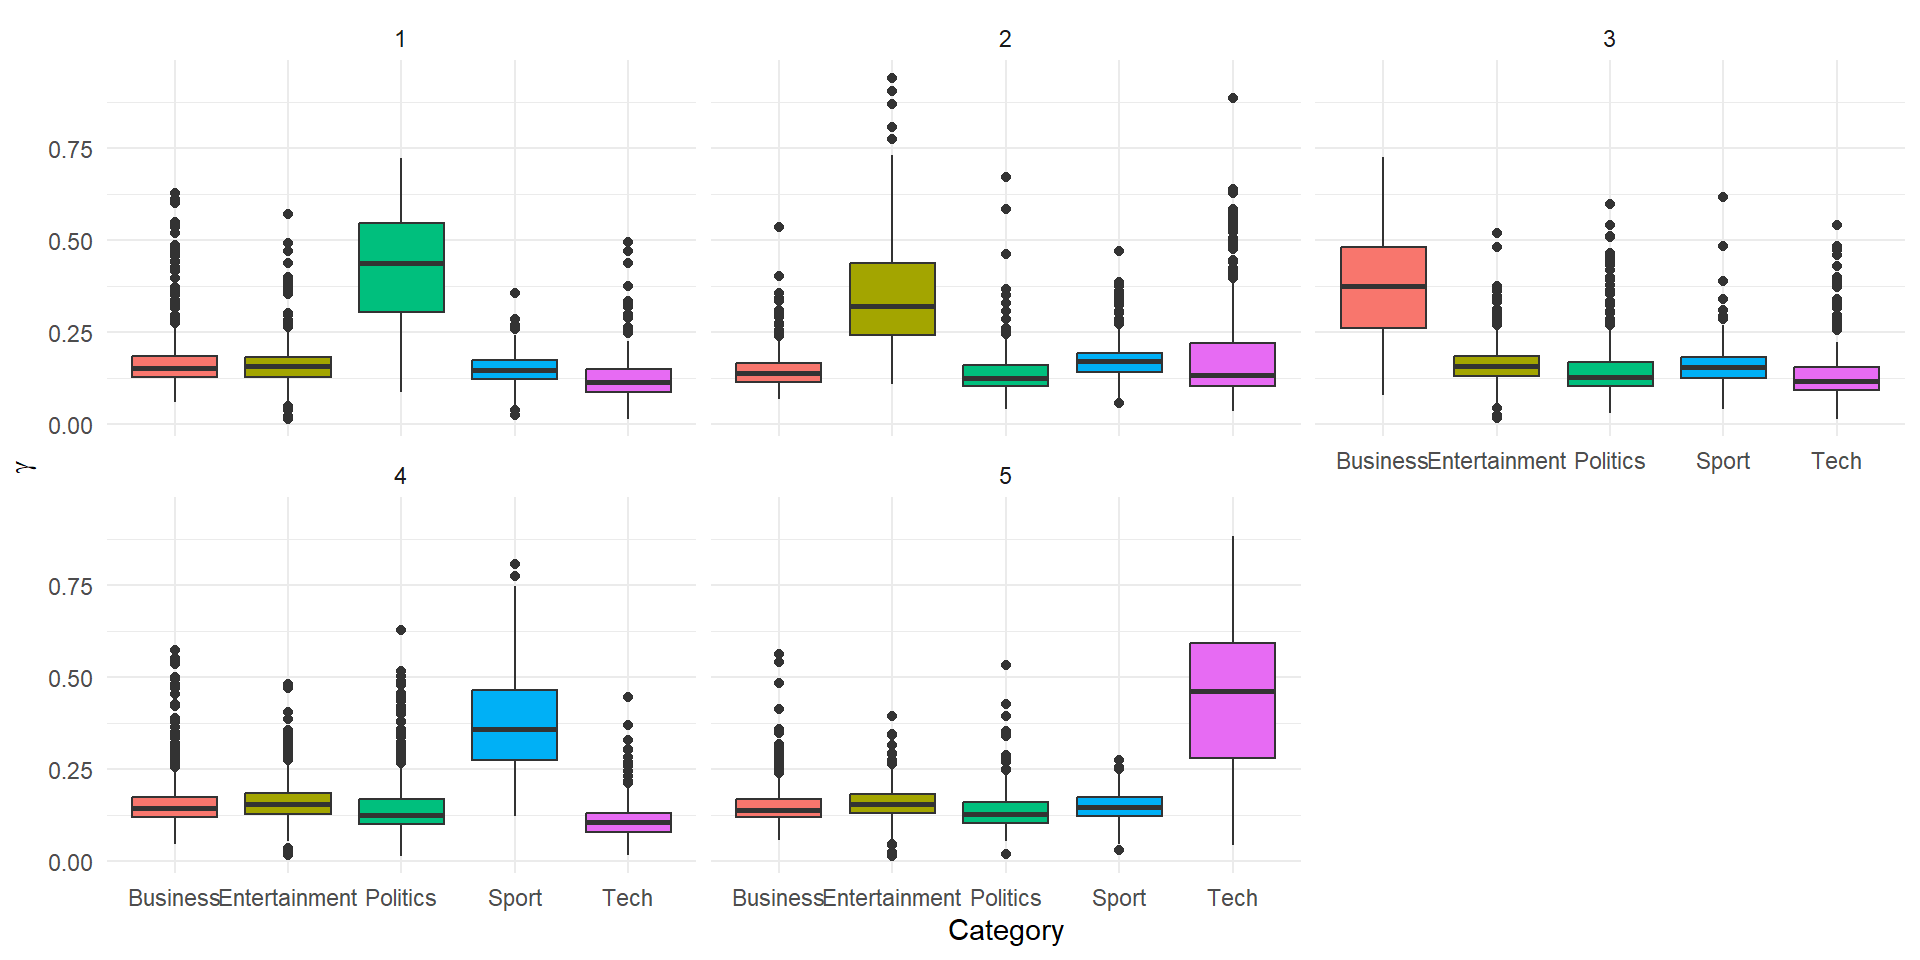 1
2
3
0.75
0.50
0.25
0.00
Business Entertainment Politics Sport Tech
γ
4
5
0.75
0.50
0.25
0.00
Business Entertainment Politics Sport Tech
Business Entertainment Politics Sport Tech
Category